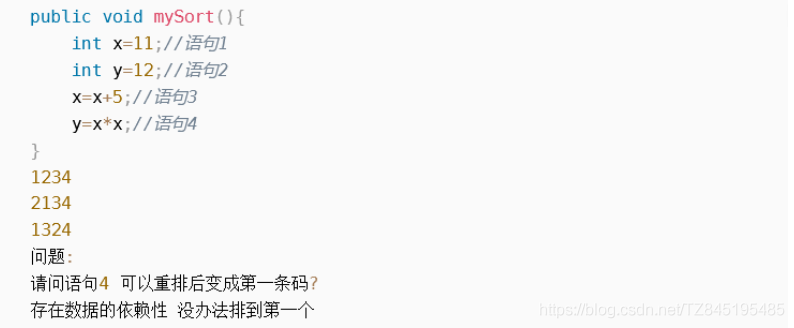 public void mySort(){
    int x=11;//语句1
    int y=12;//语句2
    x=x+5;//语句3
    y=x*x;//语句4
}
1234
2134
1324
问题:
请问语句4 可以重排后变成第一条码?
存在数据的依赖性 没办法排到第一个
https://blog.csdn.net/TZ845195485